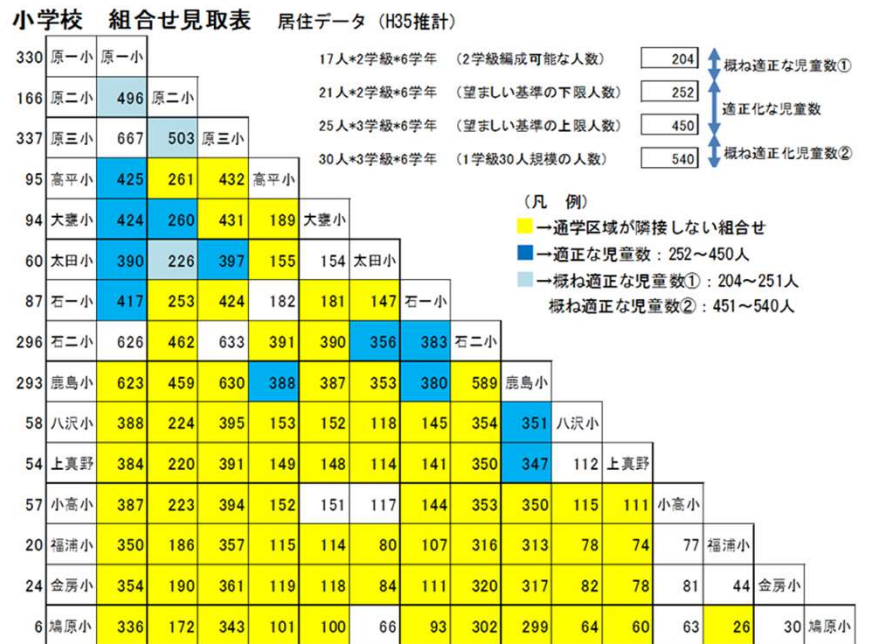 小学校　組合せ見取表　居住データ（H35推計）
330 原一小 原一小
17人*2学級*6学年 （2学級編成可能な人数） 204 概ね適正な児童数①
166 原二小 496 原二小
21人*2学級*6学年 （望ましい基準の下限人数） 252
適正化な児童数
337 原三小 667 503 原三小
25人*3学級*6学年 （望ましい基準の上限人数） 450
30人*3学級*6学年 （1学級30人規模の人数） 540 概ね適正化児童数②
95 高平小 425 261 432 高平小
（凡　例）
94 大甕小 424 260 431 189 大甕小
→通学区域が隣接しない組合せ
→適正な児童数：252～450人
60 太田小 390 226 397 155 154 太田小
→概ね適正な児童数①：204～251人
87 石一小 417 253 424 182 181 147 石一小
概ね適正な児童数②：451～540人
296 石二小 626 462 633 391 390 356 383 石二小
293 鹿島小 623 459 630 388 387 353 380 589 鹿島小
58 八沢小 388 224 395 153 152 118 145 354 351 八沢小
54 上真野 384 220 391 149 148 114 141 350 347 112 上真野
57 小高小 387 223 394 152 151 117 144 353 350 115 111 小高小
20 福浦小 350 186 357 115 114 80 107 316 313 78 74 77 福浦小
24 金房小 354 190 361 119 118 84 111 320 317 82 78 81 44 金房小
6 鳩原小 336 172 343 101 100 66 93 302 299 64 60 63 26 30 鳩原小